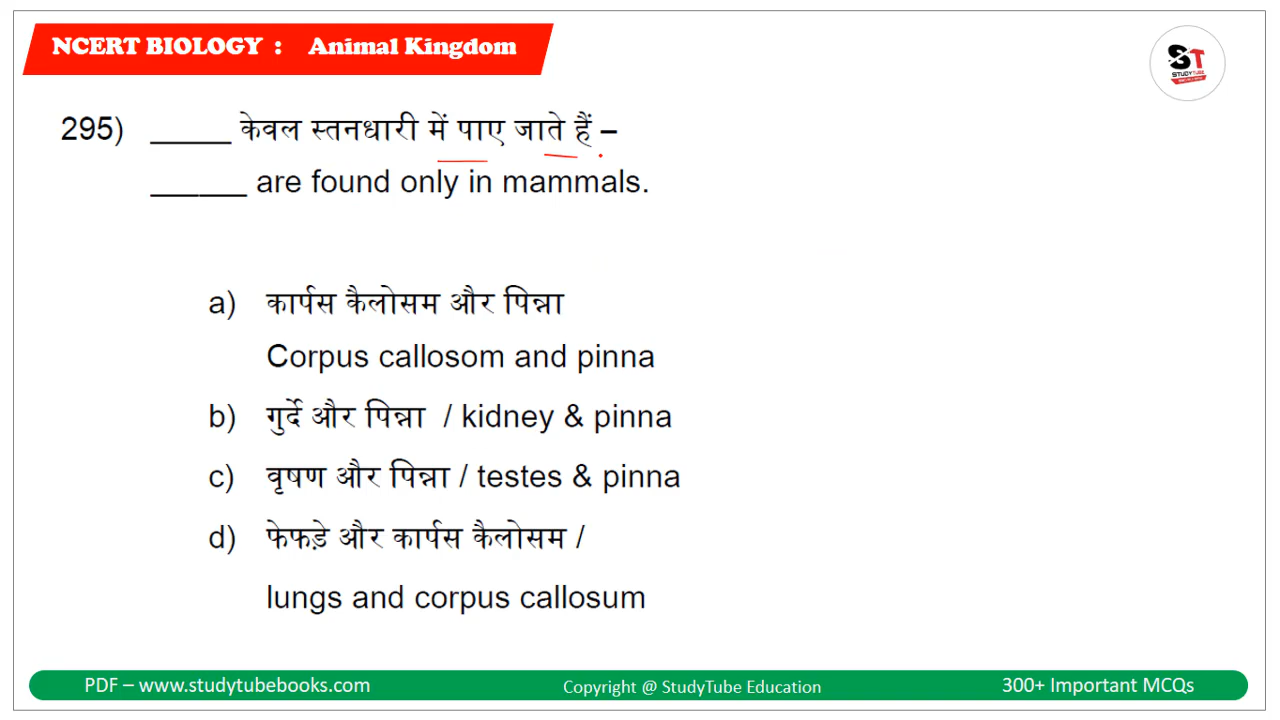 NCERT BIOLOGY : Animal Kingdom
ST
STUDYTUBE
295) _____ केवल स्तनधारी में पाए जाते हैं –
______ are found only in mammals.
a) कार्पस कैलोसम और पिन्ना
Corpus callosom and pinna
b) गुर्दे और पिन्ना / kidney & pinna
c) वृषण और पिन्ना / testes & pinna
d) फेफड़े और कार्पस कैलोसम /
lungs and corpus callosum
PDF – www.studytubebooks.com Copyright @ StudyTube Education 300+ Important MCQs